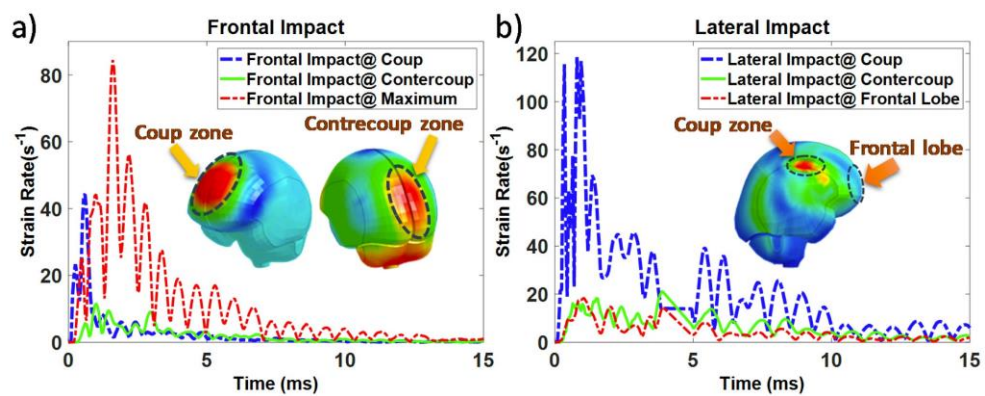 a)
Frontal Impact
Frontal Impact@ Coup
Frontal Impact@ Contercoup
Frontal Impact@ Maximum
Coup zone
Contrecoup zone
Strain Rate(s-1)
80
60
40
20
0
0
5
10
15
Time (ms)
b)
Lateral Impact
Lateral Impact@ Coup
Lateral Impact@ Contercoup
Lateral Impact@ Frontal Lobe
Coup zone
Frontal lobe
Strain Rate(s-1)
120
100
80
60
40
20
0
0
5
10
15
Time (ms)